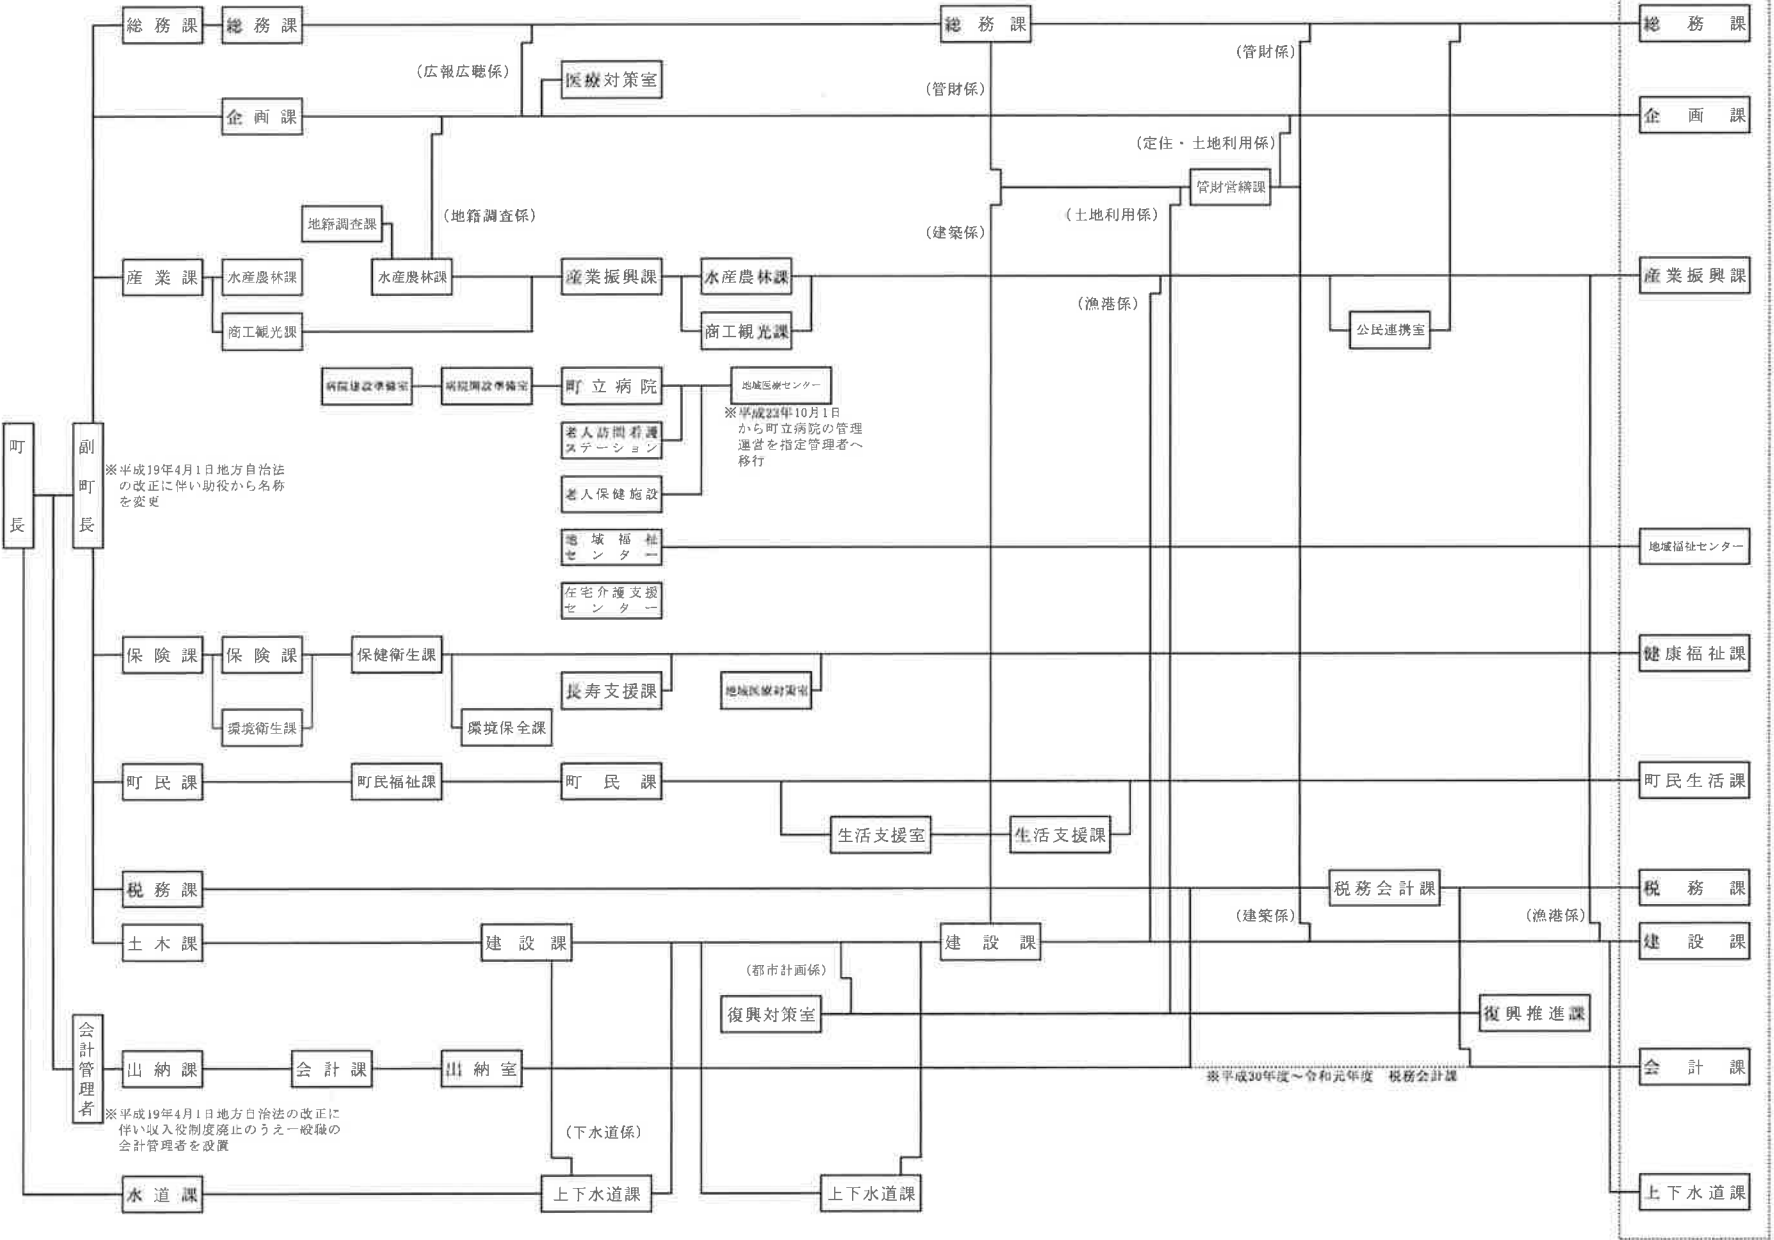 総務課
総務課
総務課
総務課
(広報広聴係)
医療対策室
(管財係)
(管財係)
企画課
企画課
(定住・土地利用係)
管財営繕課
地籍調査課
(地籍調査係)
(土地利用係)
(建築係)
産業課
水産農林課
水産農林課
産業振興課
水産農林課
産業振興課
(漁港係)
商工観光課
商工観光課
公民連携室
病院建設準備室
病院開設準備室
町立病院
地域医療センター
※平成23年10月1日
から町立病院の管理
運営を指定管理者へ
移行
老人訪問看護
ステーション
町長
副町長
※平成19年4月1日地方自治法
の改正に伴い助役から名称
を変更
老人保健施設
地域福祉
センター
地域福祉センター
在宅介護支援
センター
保険課
保険課
保健衛生課
健康福祉課
長寿支援課
地域医療対策室
環境衛生課
環境保全課
町民課
町民福祉課
町民課
町民生活課
生活支援室
生活支援課
税務課
税務会計課
税務課
(建築係)
(漁港係)
土木課
建設課
建設課
建設課
(都市計画係)
復興対策室
復興推進課
会計管理者
出納課
会計課
出納室
会計課
※平成30年度～令和元年度 税務会計課
※平成19年4月1日地方自治法の改正に
伴い収入役制度廃止のうえ一般職の
会計管理者を設置
(下水道係)
水道課
上下水道課
上下水道課
上下水道課